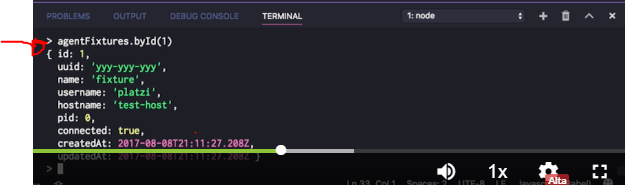 PROBLEMS OUTPUT DEBUG CONSOLE TERMINAL 1: node
> agentFixtures.byId(1)
{ id: 1,
uuid: 'yyy-yyy-yyy',
name: 'fixture',
username: 'platzi',
hostname: 'test-host',
pid: 0,
connected: true,
createdAt: 2017-08-08T21:11:27.208Z,
updatedAt: 2017-08-08T21:11:27.208Z }
>
1x
Alta
Ln 33, Col 1 Spaces: 2 UTF-8 LF